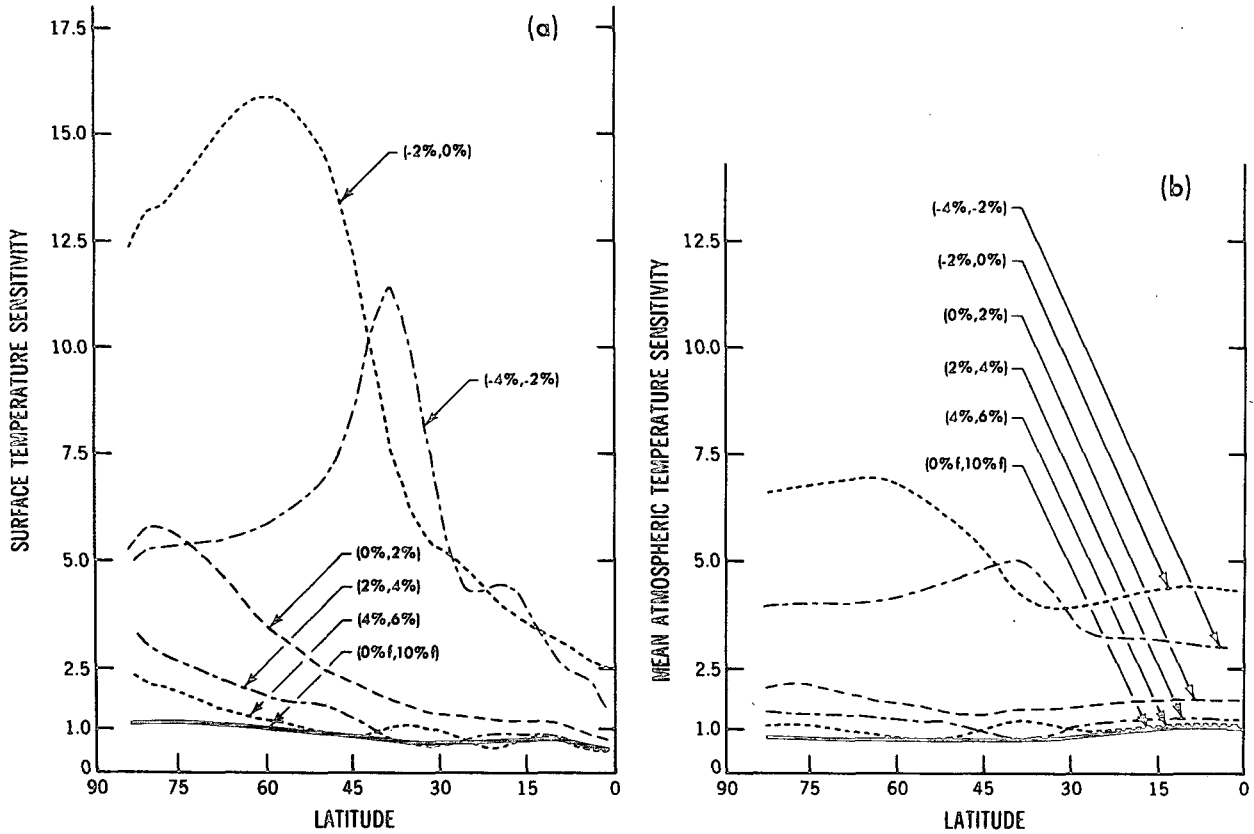 (a)
SURFACE TEMPERATURE SENSITIVITY
17.5
15.0
12.5
10.0
7.5
5.0
2.5
1.0
0
(-2%,0%)
(-4%,-2%)
(0%,2%)
(2%,4%)
(4%,6%)
(0%f,10%f)
90 75 60 45 30 15 0
LATITUDE
(b)
MEAN ATMOSPHERIC TEMPERATURE SENSITIVITY
12.5
10.0
7.5
5.0
2.5
1.0
0
(-4%,-2%)
(-2%,0%)
(0%,2%)
(2%,4%)
(4%,6%)
(0%f,10%f)
90 75 60 45 30 15 0
LATITUDE